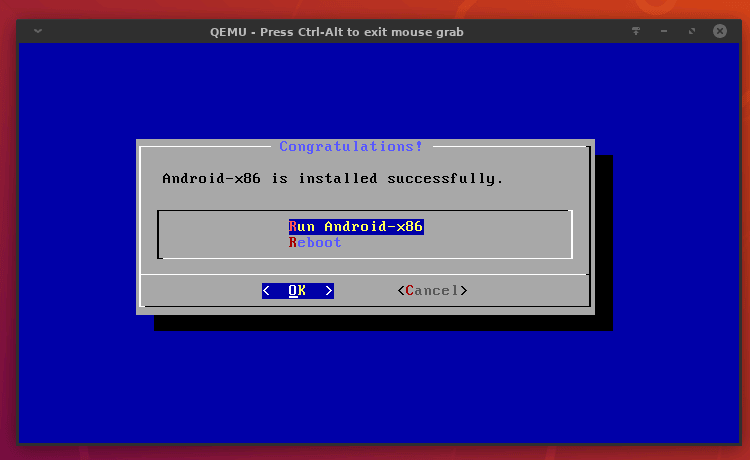 QEMU - Press Ctrl-Alt to exit mouse grab
Congratulations!
Android-x86 is installed successfully.
Run Android-x86
Reboot
<  OK  > <Cancel>